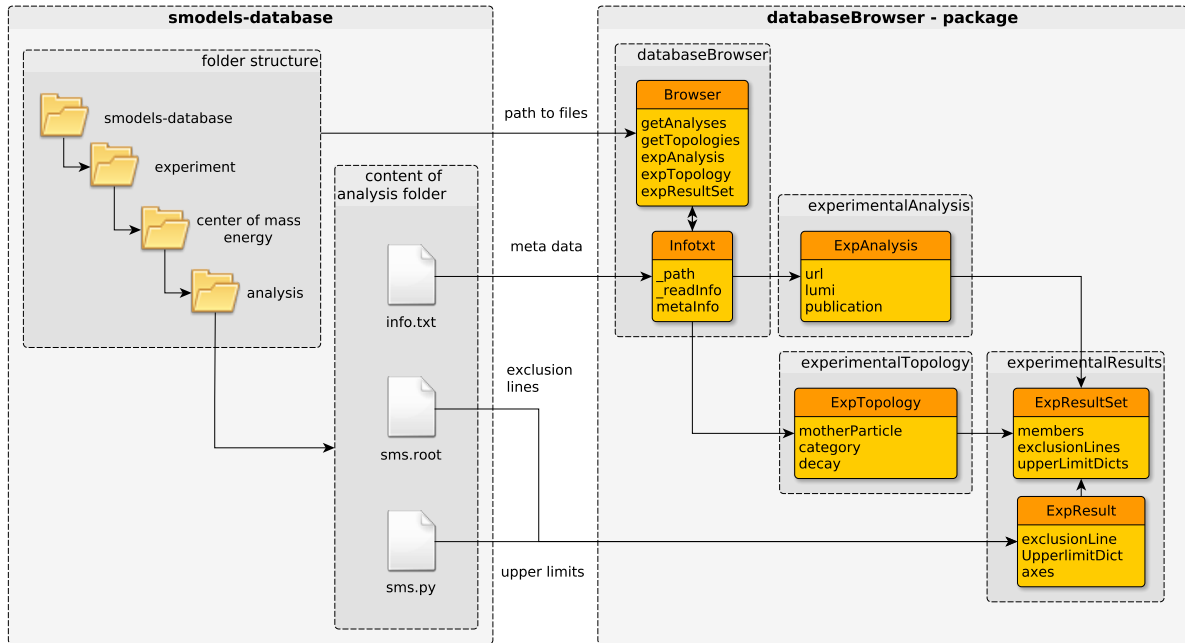 smodels-database
folder structure
smodels-database
experiment
center of mass
energy
analysis
content of
analysis folder
info.txt
sms.root
sms.py
path to files
meta data
exclusion
lines
upper limits
databaseBrowser - package
databaseBrowser
Browser
getAnalyses
getTopologies
expAnalysis
expTopology
expResultSet
Infotxt
_path
_readInfo
metaInfo
experimentalAnalysis
ExpAnalysis
url
lumi
publication
experimentalTopology
ExpTopology
motherParticle
category
decay
experimentalResults
ExpResultSet
members
exclusionLines
upperLimitDicts
ExpResult
exclusionLine
UpperlimitDict
axes